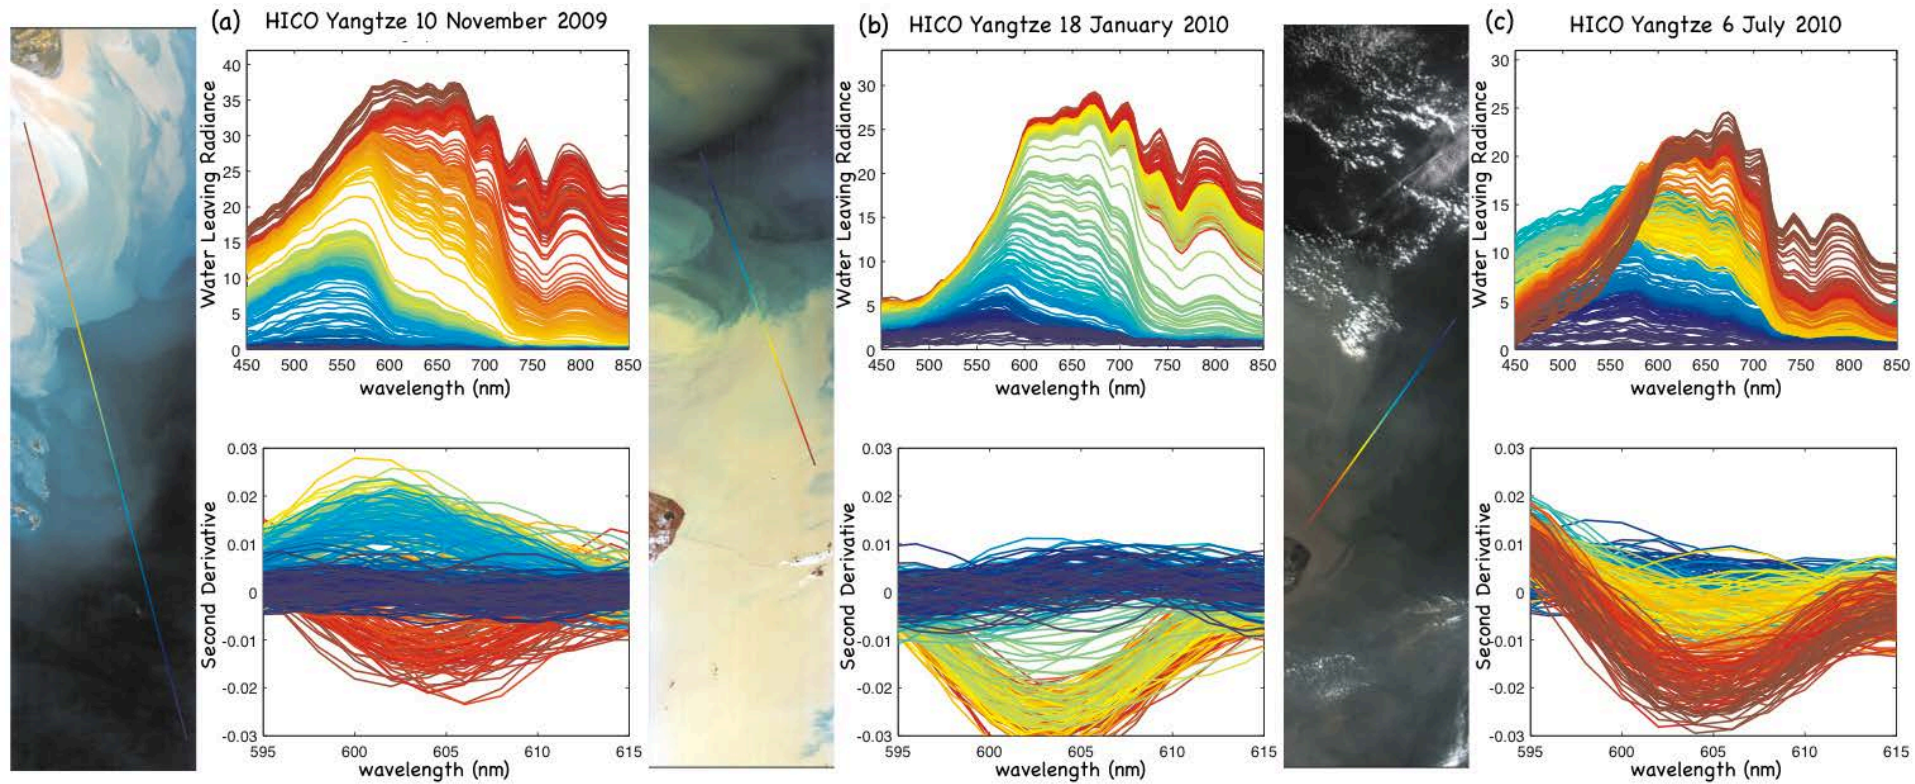 (a) HICO Yangtze 10 November 2009
Water Leaving Radiance
40
35
30
25
20
15
10
5
0
450 500 550 600 650 700 750 800 850
wavelength (nm)
Second Derivative
0.03
0.02
0.01
0
-0.01
-0.02
-0.03
595 600 605 610 615
wavelength (nm)
(b) HICO Yangtze 18 January 2010
Water Leaving Radiance
30
25
20
15
10
5
0
450 500 550 600 650 700 750 800 850
wavelength (nm)
Second Derivative
0.03
0.02
0.01
0
-0.01
-0.02
-0.03
595 600 605 610 615
wavelength (nm)
(c) HICO Yangtze 6 July 2010
Water Leaving Radiance
30
25
20
15
10
5
0
450 500 550 600 650 700 750 800 850
wavelength (nm)
Second Derivative
0.03
0.02
0.01
0
-0.01
-0.02
-0.03
595 600 605 610 615
wavelength (nm)